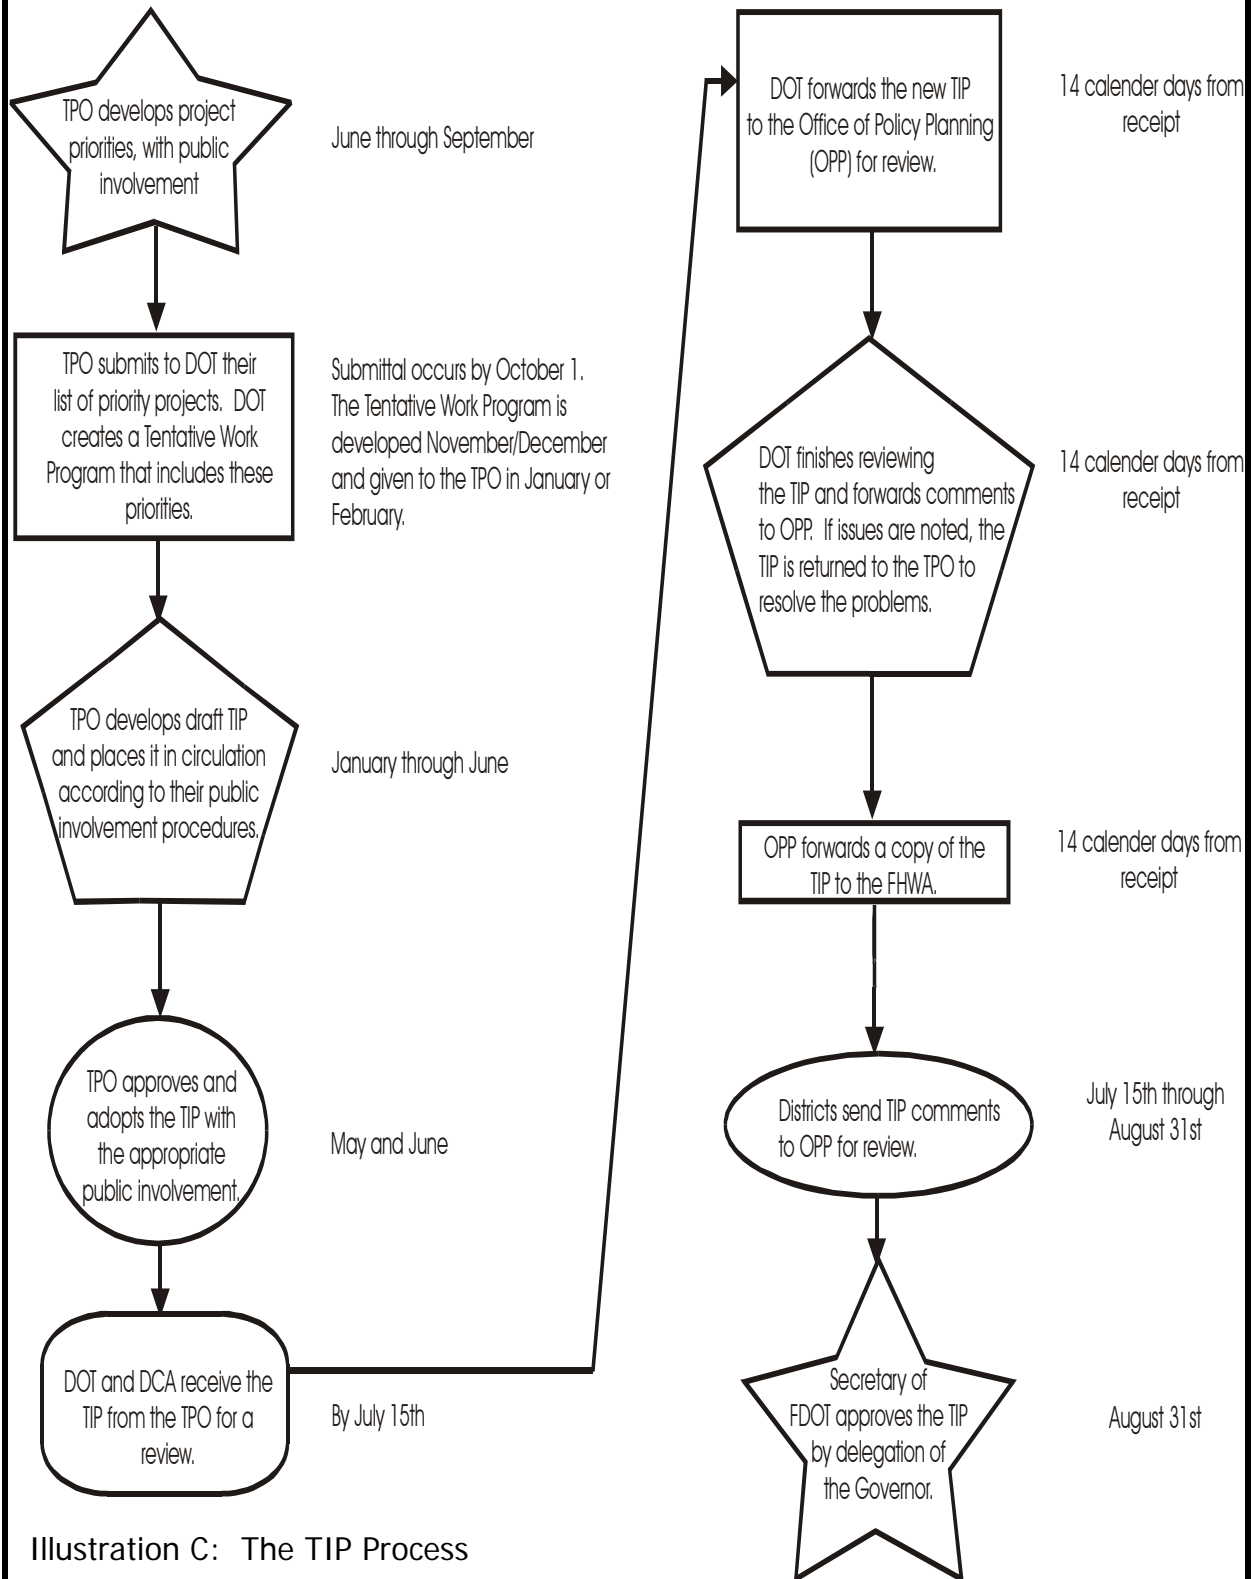 TPO develops project
priorities, with public
involvement
June through September
TPO submits to DOT their
list of priority projects.  DOT
creates a Tentative Work
Program that includes these
priorities.
Submittal occurs by October 1.
The Tentative Work Program is
developed November/December
and given to the TPO in January or
February.
TPO develops draft TIP
and places it in circulation
according to their public
involvement procedures.
January through June
TPO approves and
adopts the TIP with
the appropriate
public involvement.
May and June
DOT and DCA receive the
TIP from the TPO for a
review.
By July 15th
DOT forwards the new TIP
to the Office of Policy Planning
(OPP) for review.
14 calender days from
receipt
DOT finishes reviewing
the TIP and forwards comments
to OPP.  If issues are noted, the
TIP is returned to the TPO to
resolve the problems.
14 calender days from
receipt
OPP forwards a copy of the
TIP to the FHWA.
14 calender days from
receipt
Districts send TIP comments
to OPP for review.
July 15th through
August 31st
Secretary of
FDOT approves the TIP
by delegation of
the Governor.
August 31st
Illustration C:  The TIP Process